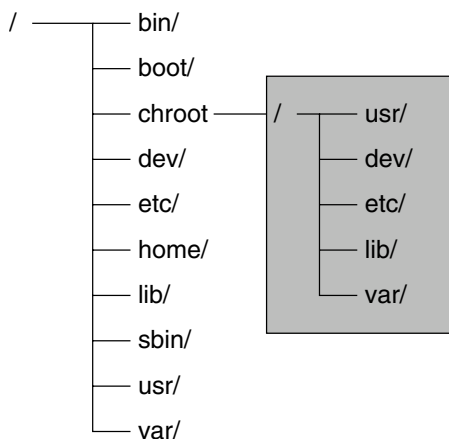 / bin/
boot/
chroot / usr/
dev/ dev/
etc/ etc/
home/ lib/
lib/ var/
sbin/
usr/
var/